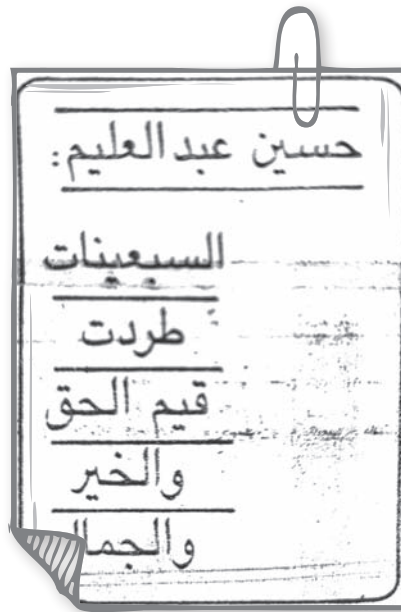 حسين عبد العليم:
السبعينات
طردت
قيم الحق
والخير
والجمال